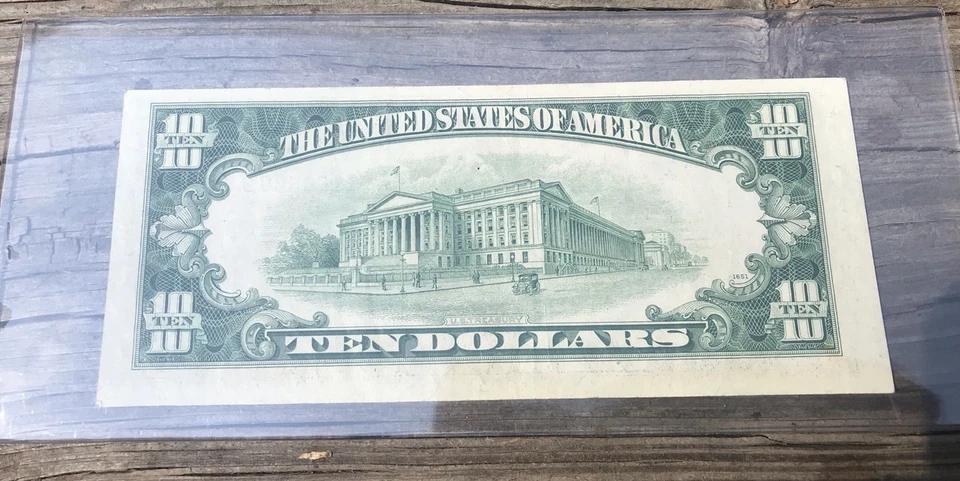 10 TEN 10
THE UNITED STATES OF AMERICA
10 TEN 10
1651
10 TEN 10
U.S. TREASURY
TEN DOLLARS
10 TEN 10